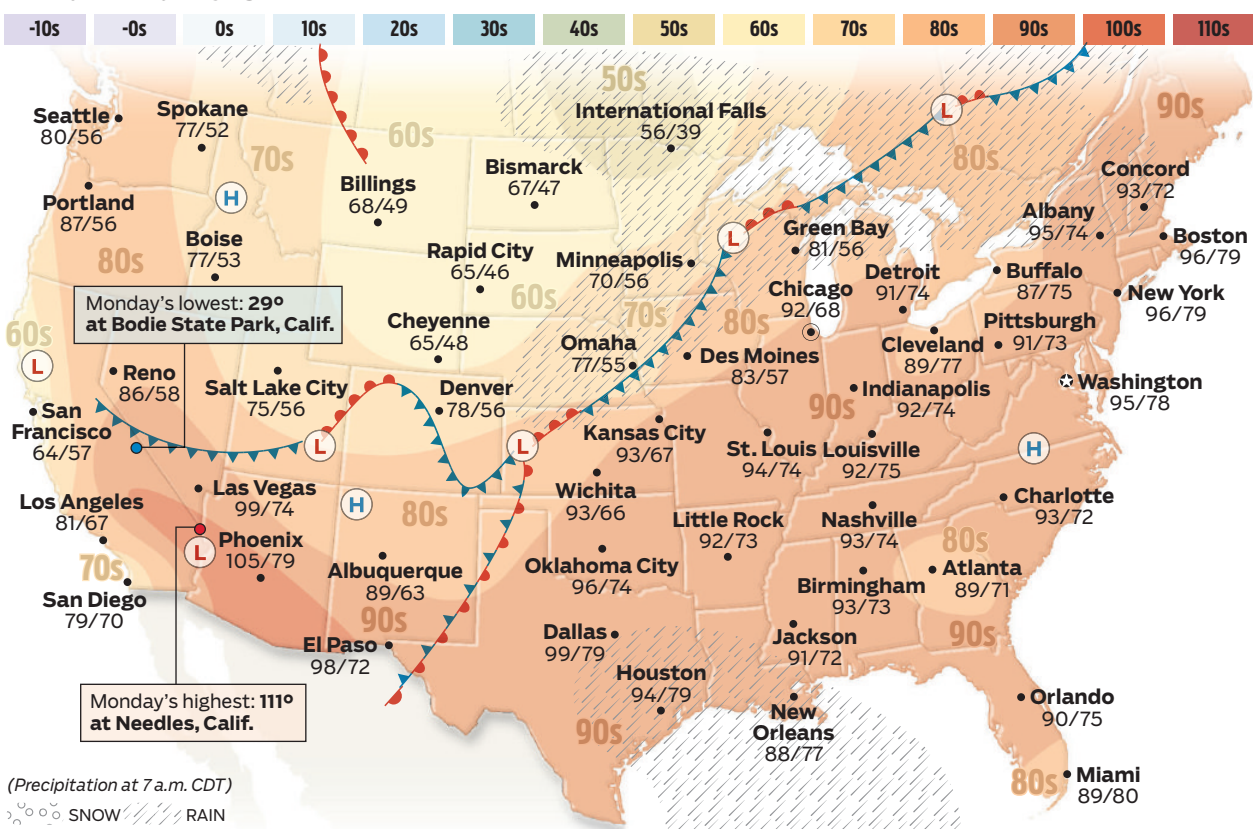 -10s -0s 0s 10s 20s 30s 40s 50s 60s 70s 80s 90s 100s 110s
50s
90s
Seattle
80/56
Spokane
77/52
International Falls
56/39
60s
70s
80s
Bismarck
67/47
Concord
93/72
Billings
68/49
H
L
Portland
87/56
Albany
95/74
Boston
96/79
Boise
77/53
L
Green Bay
81/56
80s
Rapid City
65/46
Minneapolis
70/56
Detroit
91/74
Buffalo
87/75
Chicago
92/68
New York
96/79
Monday's lowest: 29º
at Bodie State Park, Calif.
60s
60s
70s
80s
Cheyenne
65/48
Pittsburgh
91/73
Omaha
77/55
Des Moines
83/57
Cleveland
89/77
L
Reno
86/58
Salt Lake City
75/56
Denver
78/56
Indianapolis
92/74
Washington
95/78
San
Francisco
64/57
90s
L
L
Kansas City
93/67
St. Louis
94/74
Louisville
92/75
H
Los Angeles
81/67
Las Vegas
99/74
H
80s
Wichita
93/66
Charlotte
93/72
Little Rock
92/73
Nashville
93/74
L
Phoenix
105/79
80s
70s
Albuquerque
89/63
Oklahoma City
96/74
Birmingham
93/73
Atlanta
89/71
San Diego
79/70
90s
El Paso
98/72
Dallas
99/79
Jackson
91/72
90s
Houston
94/79
Monday's highest: 111º
at Needles, Calif.
90s
New
Orleans
88/77
Orlando
90/75
80s
Miami
89/80
(Precipitation at 7 a.m. CDT)
SNOW RAIN